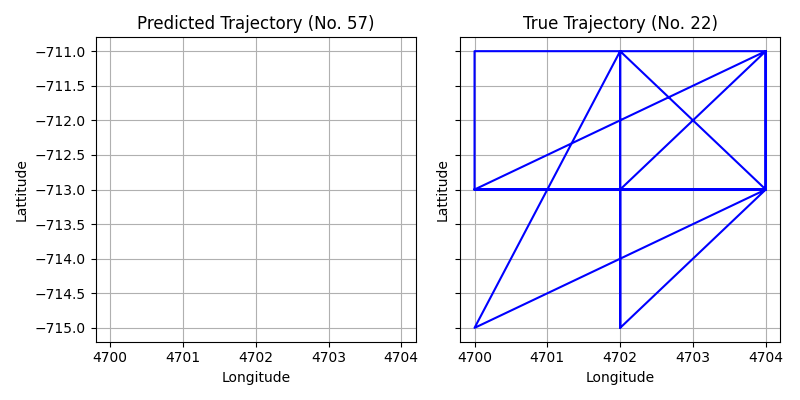 Predicted Trajectory (No. 57)
True Trajectory (No. 22)
−711.0
−711.5
−712.0
−712.5
−713.0
−713.5
−714.0
−714.5
−715.0
Lattitude
Lattitude
4700 4701 4702 4703 4704
4700 4701 4702 4703 4704
Longitude
Longitude